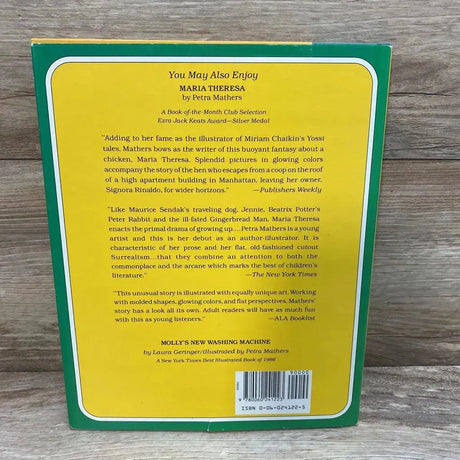 You May Also Enjoy
MARIA THERESA
by Petra Mathers
A Book-of-the-Month Club Selection
Ezra Jack Keats Award—Silver Medal
"Adding to her fame as the illustrator of Miriam Chaikin's Yossi
tales, Mathers bows as the writer of this buoyant fantasy about a
chicken, Maria Theresa. Splendid pictures in glowing colors
accompany the story of the hen who escapes from a coop on the roof
of a high apartment building in Manhattan, leaving her owner,
Signora Rinaldo, for wider horizons."
—Publishers Weekly
"Like Maurice Sendak's traveling dog, Jennie, Beatrix Potter's
Peter Rabbit and the ill-fated Gingerbread Man, Maria Theresa
enacts the primal drama of growing up....Petra Mathers is a young
artist and this is her debut as an author-illustrator. It is
characteristic of her prose and her flat, old-fashioned cutout
Surrealism...that they combine an attention to both the
commonplace and the arcane which marks the best of children's
literature."
—The New York Times
"This unusual story is illustrated with equally unique art. Working
with molded shapes, glowing colors, and flat perspectives, Mathers'
story has a look all its own. Adult readers will have as much fun
with this as young listeners."
—ALA Booklist
MOLLY'S NEW WASHING MACHINE
by Laura Geringer/illustrated by Petra Mathers
A New York Times Best Illustrated Book of 1986
90000
9 780060 241223
ISBN 0-06-024122-5